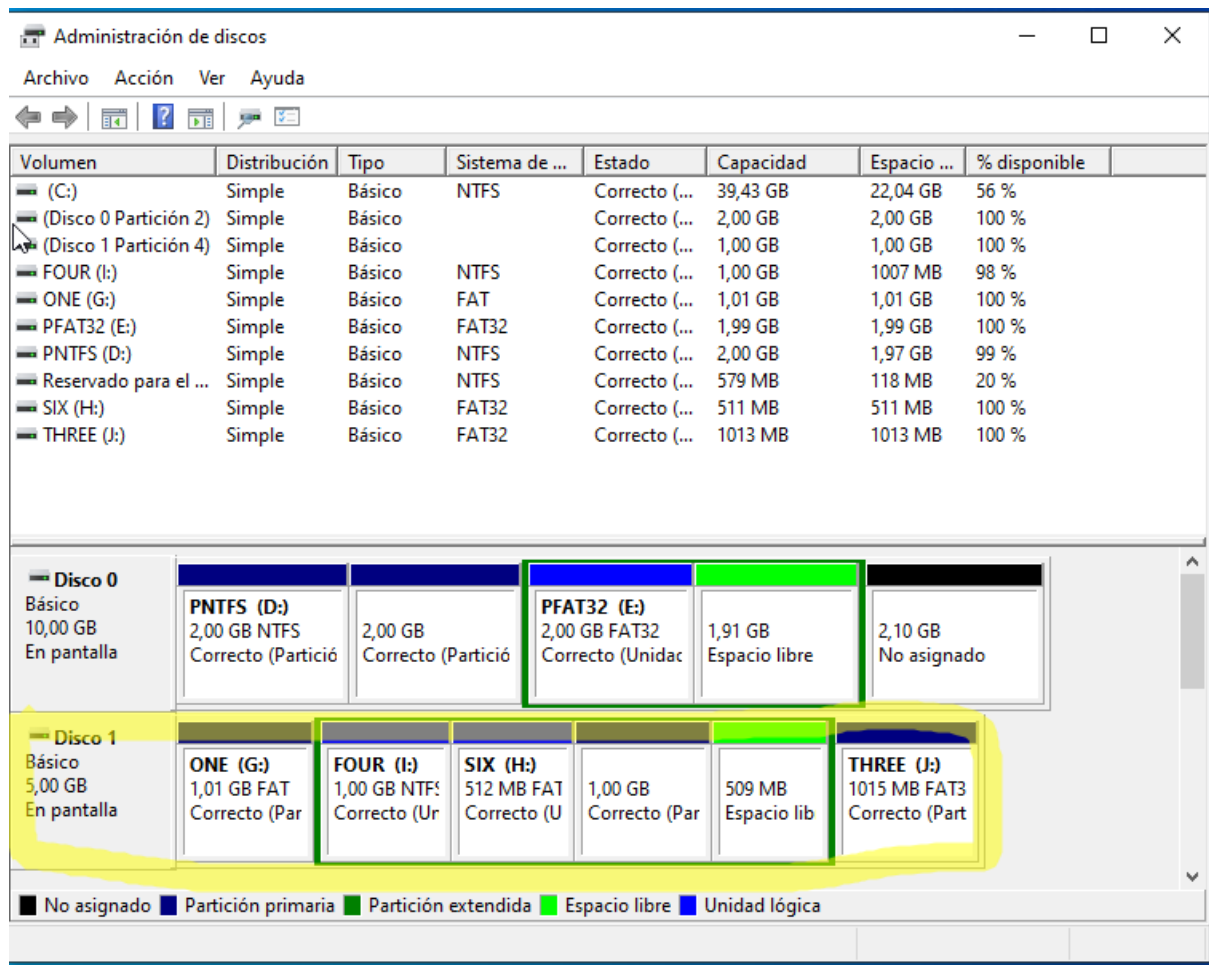 Administración de discos
Archivo Acción Ver Ayuda
Volumen Distribución Tipo Sistema de ... Estado Capacidad Espacio ... % disponible
(C:) Simple Básico NTFS Correcto (... 39,43 GB 22,04 GB 56 %
(Disco 0 Partición 2) Simple Básico Correcto (... 2,00 GB 2,00 GB 100 %
(Disco 1 Partición 4) Simple Básico Correcto (... 1,00 GB 1,00 GB 100 %
FOUR (I:) Simple Básico NTFS Correcto (... 1,00 GB 1007 MB 98 %
ONE (G:) Simple Básico FAT Correcto (... 1,01 GB 1,01 GB 100 %
PFAT32 (E:) Simple Básico FAT32 Correcto (... 1,99 GB 1,99 GB 100 %
PNTFS (D:) Simple Básico NTFS Correcto (... 2,00 GB 1,97 GB 99 %
Reservado para el ... Simple Básico NTFS Correcto (... 579 MB 118 MB 20 %
SIX (H:) Simple Básico FAT32 Correcto (... 511 MB 511 MB 100 %
THREE (J:) Simple Básico FAT32 Correcto (... 1013 MB 1013 MB 100 %
Disco 0
Básico
10,00 GB
En pantalla
PNTFS (D:)
2,00 GB NTFS
Correcto (Partició
2,00 GB
Correcto (Partició
PFAT32 (E:)
2,00 GB FAT32
Correcto (Unidac
1,91 GB
Espacio libre
2,10 GB
No asignado
Disco 1
Básico
5,00 GB
En pantalla
ONE (G:)
1,01 GB FAT
Correcto (Par
FOUR (I:)
1,00 GB NTFS
Correcto (Un
SIX (H:)
512 MB FAT
Correcto (U
1,00 GB
Correcto (Par
509 MB
Espacio lib
THREE (J:)
1015 MB FAT3
Correcto (Part
No asignado Partición primaria Partición extendida Espacio libre Unidad lógica